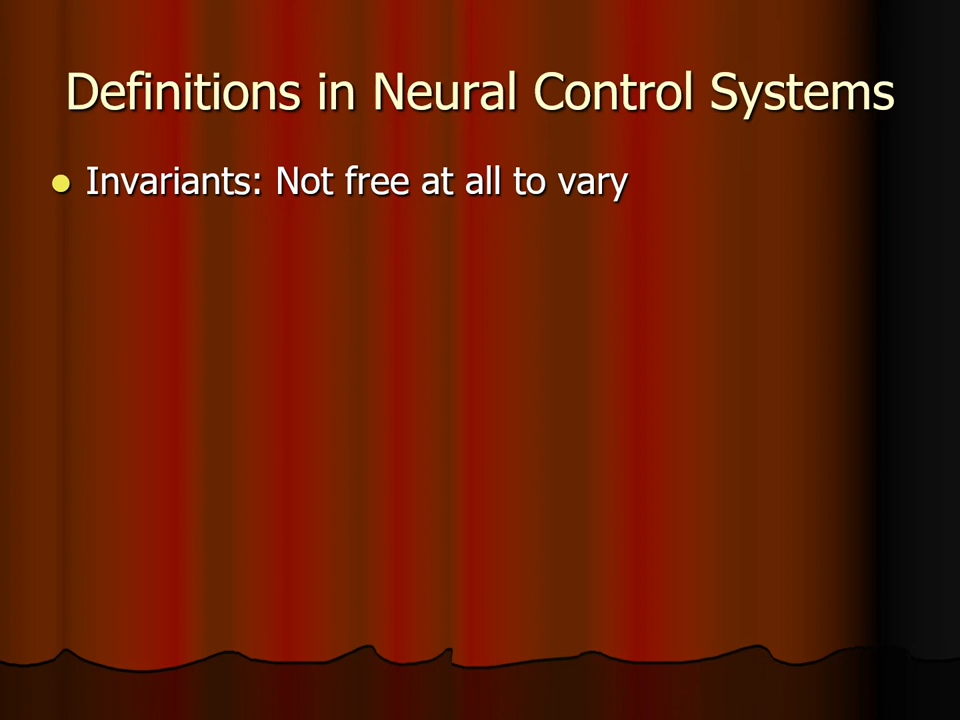 Definitions in Neural Control Systems
Invariants: Not free at all to vary